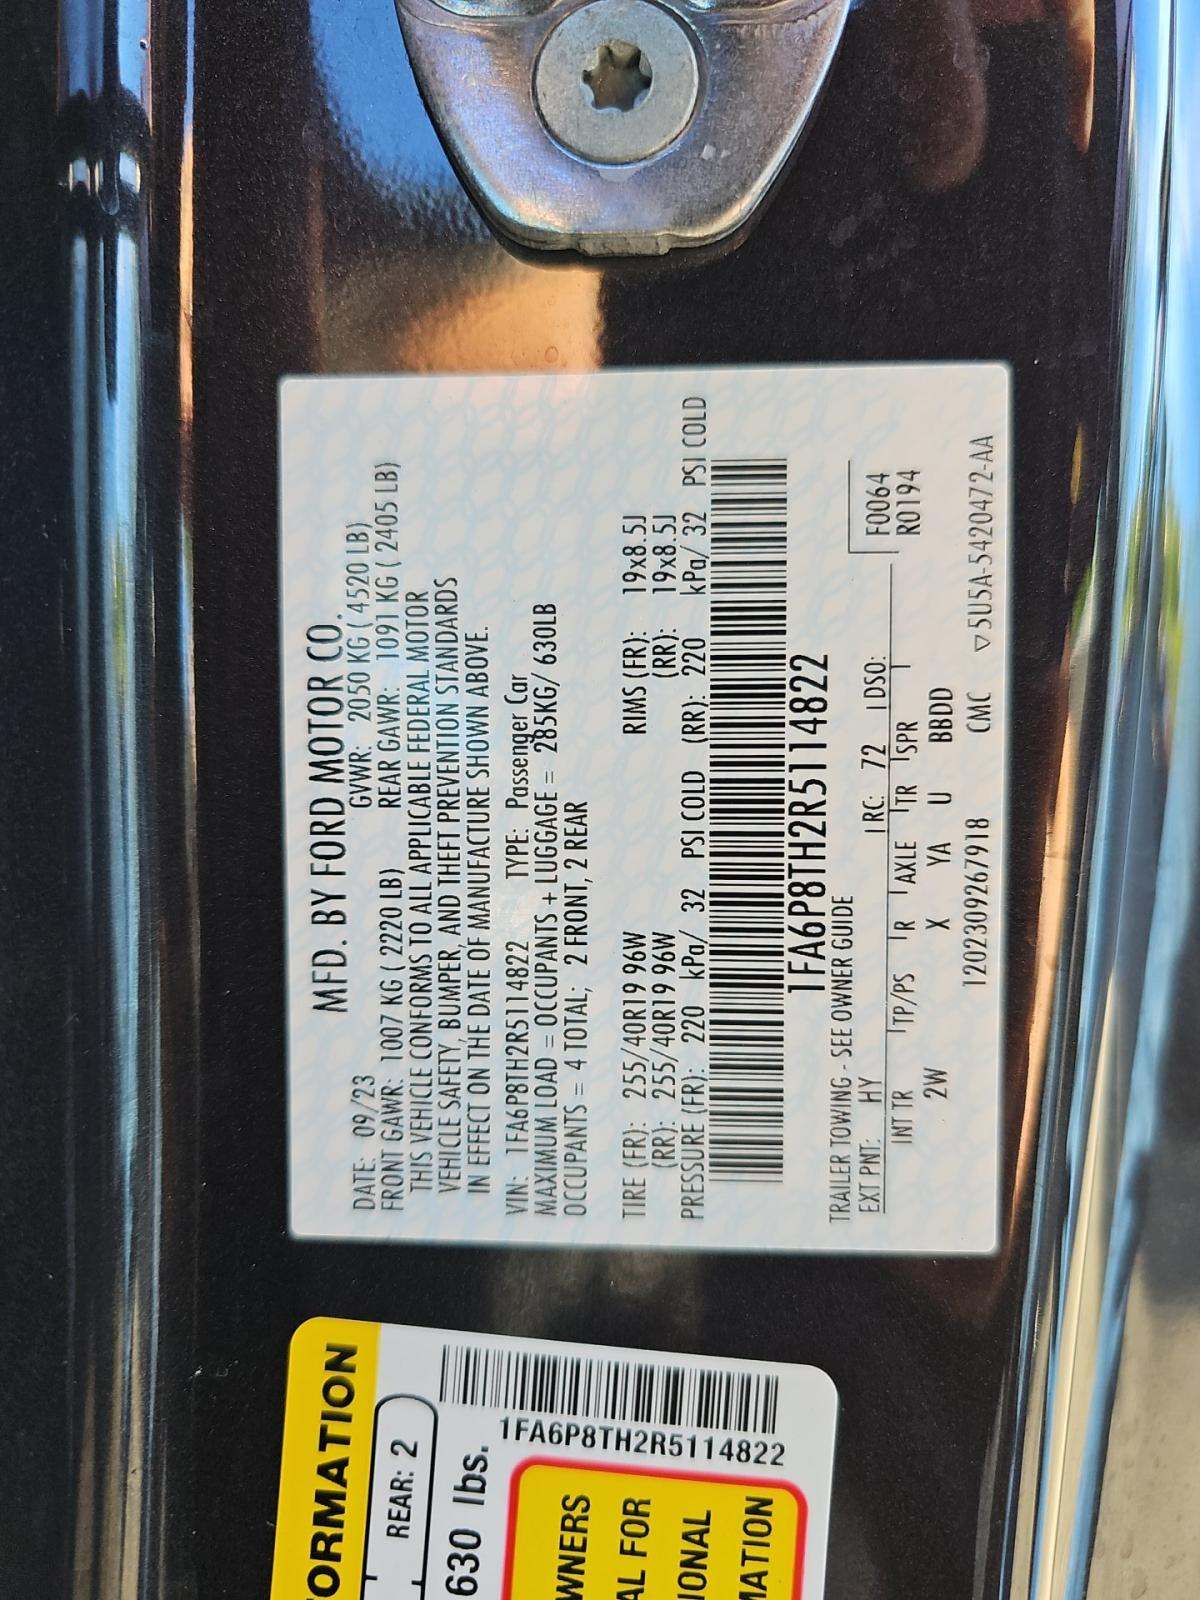 MFD. BY FORD MOTOR CO.
DATE: 09/23 GVWR: 2050 KG ( 4520 LB)
FRONT GAWR: 1007 KG ( 2220 LB) REAR GAWR: 1091 KG ( 2405 LB)
THIS VEHICLE CONFORMS TO ALL APPLICABLE FEDERAL MOTOR
VEHICLE SAFETY, BUMPER, AND THEFT PREVENTION STANDARDS
IN EFFECT ON THE DATE OF MANUFACTURE SHOWN ABOVE.
VIN: 1FA6P8TH2R5114822 TYPE: Passenger Car
MAXIMUM LOAD = OCCUPANTS + LUGGAGE = 285KG/ 630LB
OCCUPANTS = 4 TOTAL; 2 FRONT, 2 REAR
TIRE (FR): 255/40R19 96W RIMS (FR): 19x8.5J
(RR): 255/40R19 96W (RR): 19x8.5J
PRESSURE (FR): 220 kPa/ 32 PSI COLD (RR): 220 kPa/ 32 PSI COLD
1FA6P8TH2R5114822
TRAILER TOWING - SEE OWNER GUIDE
EXT PNT: HY RC: 72 DSO: F0064
INT TR TP/PS R AXLE TR SPR R0194
2W X YA U BBDD
1202309267918 CMC ▽5U5A-5420472-AA
FORMATION
REAR: 2
630 lbs.
1FA6P8TH2R5114822
WNERS
AL FOR
IONAL
MATION